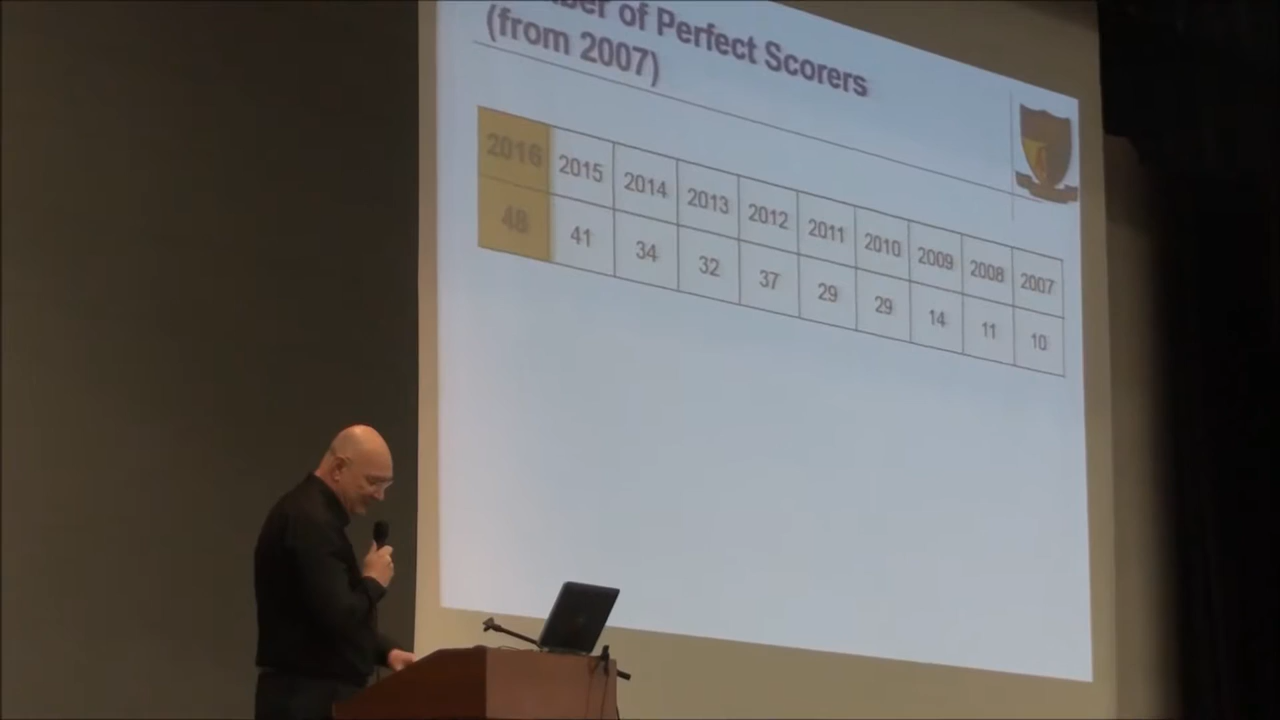 of Perfect Scorers
(from 2007)
2016 2015 2014 2013 2012 2011 2010 2009 2008 2007
48 41 34 32 37 29 29 14 11 10